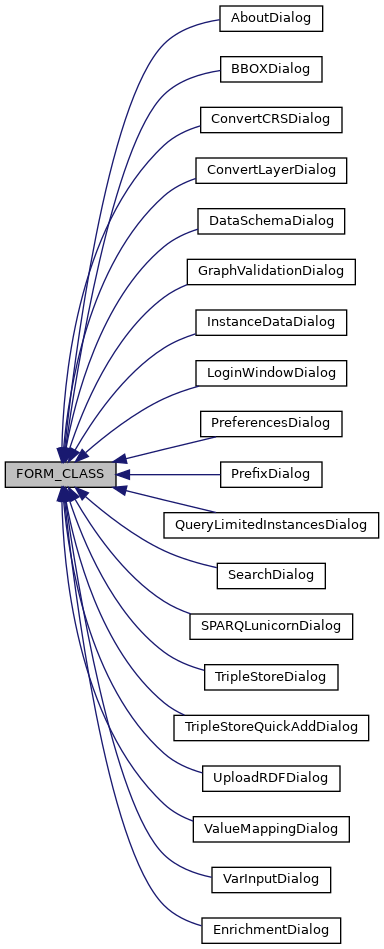 AboutDialog
BBOXDialog
ConvertCRSDialog
ConvertLayerDialog
DataSchemaDialog
GraphValidationDialog
InstanceDataDialog
LoginWindowDialog
PreferencesDialog
FORM_CLASS
PrefixDialog
QueryLimitedInstancesDialog
SearchDialog
SPARQLunicornDialog
TripleStoreDialog
TripleStoreQuickAddDialog
UploadRDFDialog
ValueMappingDialog
VarInputDialog
EnrichmentDialog